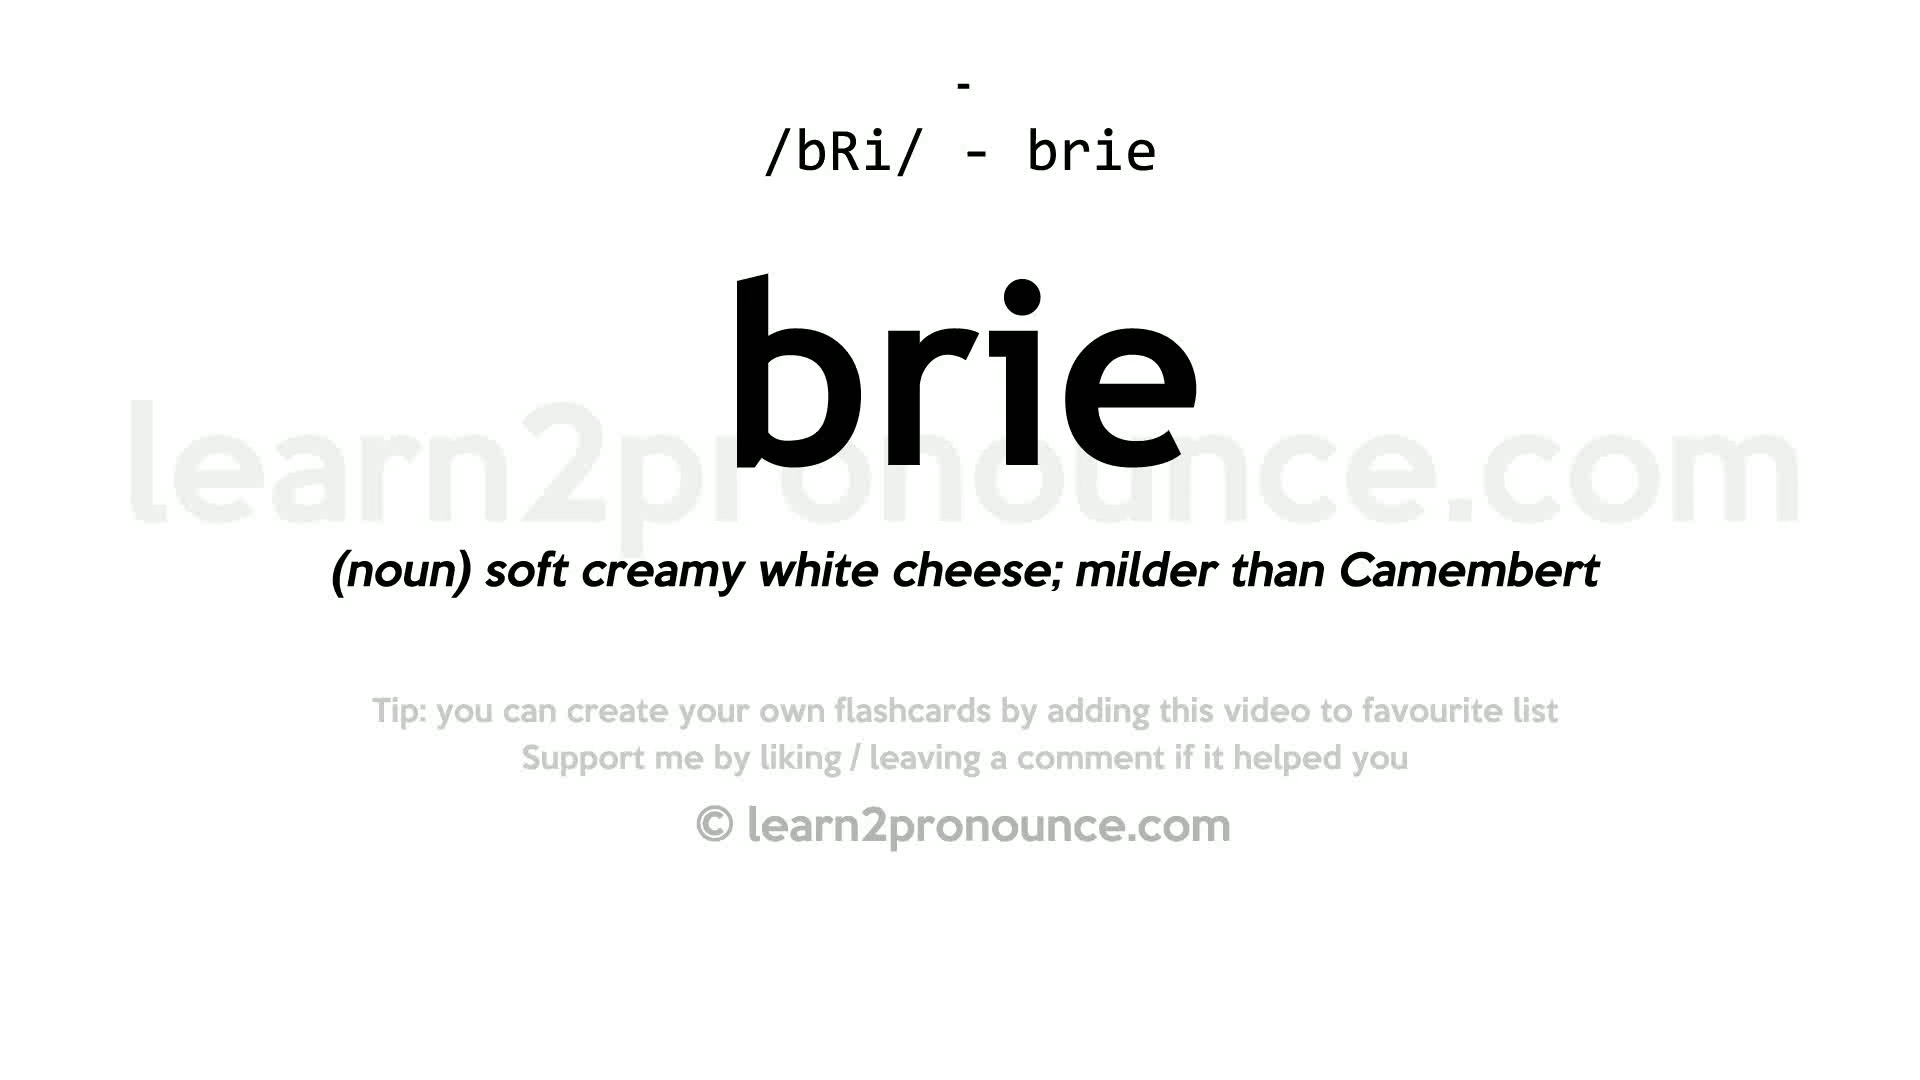 -
/bRi/ - brie
brie
learn2pronounce.com
(noun) soft creamy white cheese; milder than Camembert
Tip: you can create your own flashcards by adding this video to favourite list
Support me by liking / leaving a comment if it helped you
© learn2pronounce.com